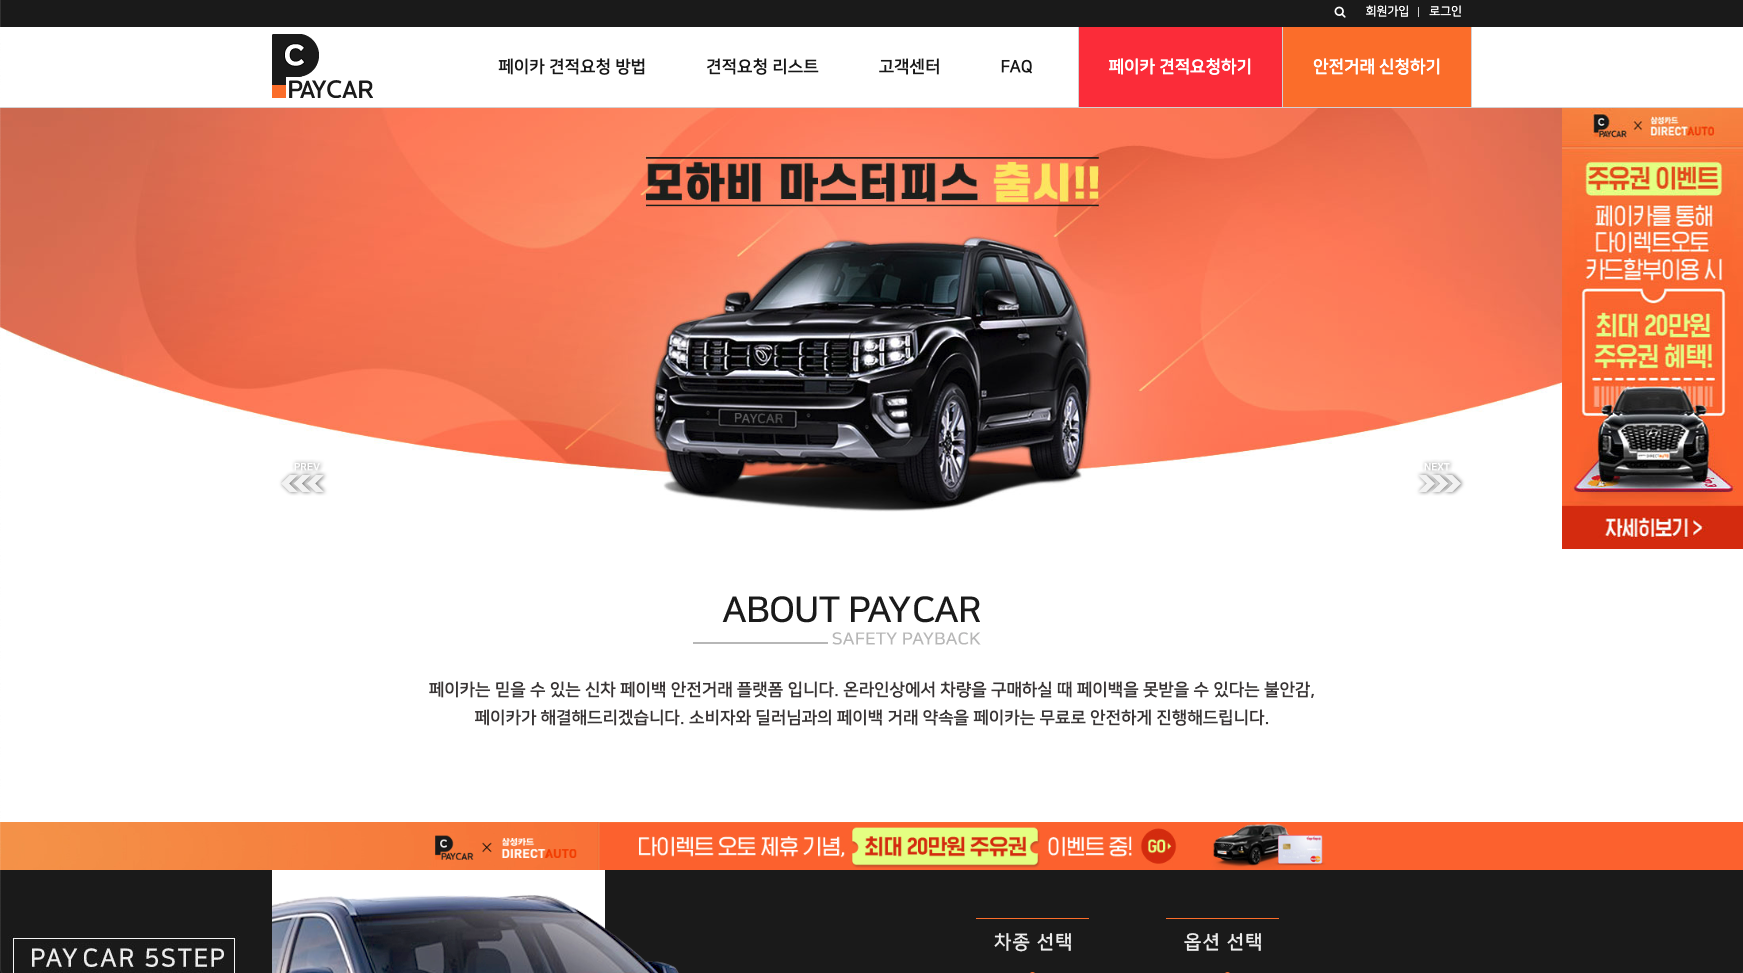 회원가입 | 로그인
C
PAYCAR
페이카 견적요청 방법
견적요청 리스트
고객센터
FAQ
페이카 견적요청하기
안전거래 신청하기
모하비 마스터피스 출시!!
PAYCAR
PREV
NEXT
C PAYCAR X 삼성카드
DIRECTAUTO
주유권 이벤트
페이카를 통해
다이렉트오토
카드할부이용 시
최대 20만원
주유권 혜택!
자세히보기 >
ABOUT PAYCAR
SAFETY PAYBACK
페이카는 믿을 수 있는 신차 페이백 안전거래 플랫폼 입니다. 온라인상에서 차량을 구매하실 때 페이백을 못받을 수 있다는 불안감,
페이카가 해결해드리겠습니다. 소비자와 딜러님과의 페이백 거래 약속을 페이카는 무료로 안전하게 진행해드립니다.
C PAYCAR X 삼성카드
DIRECTAUTO
다이렉트 오토 제휴 기념, 최대 20만원 주유권 이벤트 중! GO
PAYCAR 5STEP
차종 선택
옵션 선택